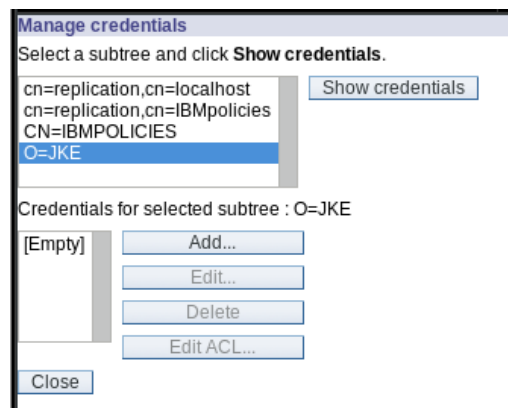 Manage credentials
Select a subtree and click Show credentials.
cn=replication,cn=localhost
Show credentials
cn=replication,cn=IBMpolicies
CN=IBMPOLICIES
O=JKE
Credentials for selected subtree : O=JKE
[Empty]
Add...
Edit...
Delete
Edit ACL...
Close